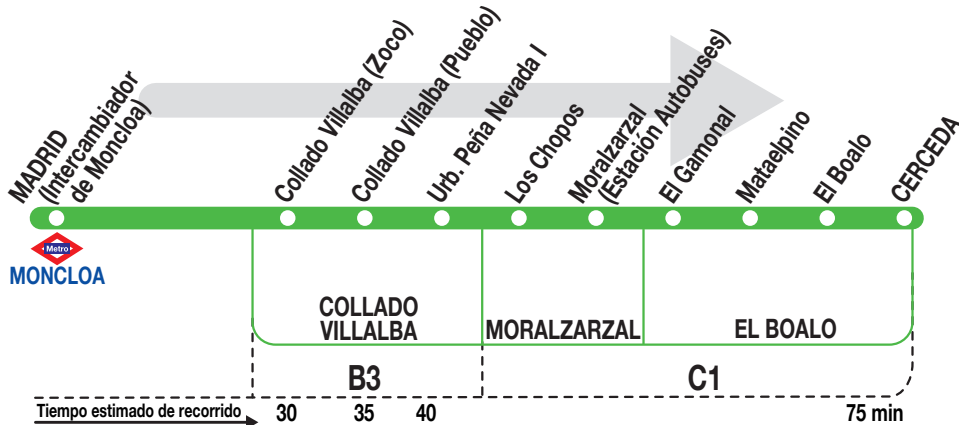 MADRID
(Intercambiador
de Moncloa)
Collado Villalba (Zoco)
Collado Villalba (Pueblo)
Urb. Peña Nevada I
Los Chopos
Moralzarzal
(Estación Autobuses)
El Gamonal
Mataelpino
El Boalo
CERCEDA
Metro
MONCLOA
COLLADO
VILLALBA
MORALZARZAL
EL BOALO
B3
C1
Tiempo estimado de recorrido
30
35
40
75 min